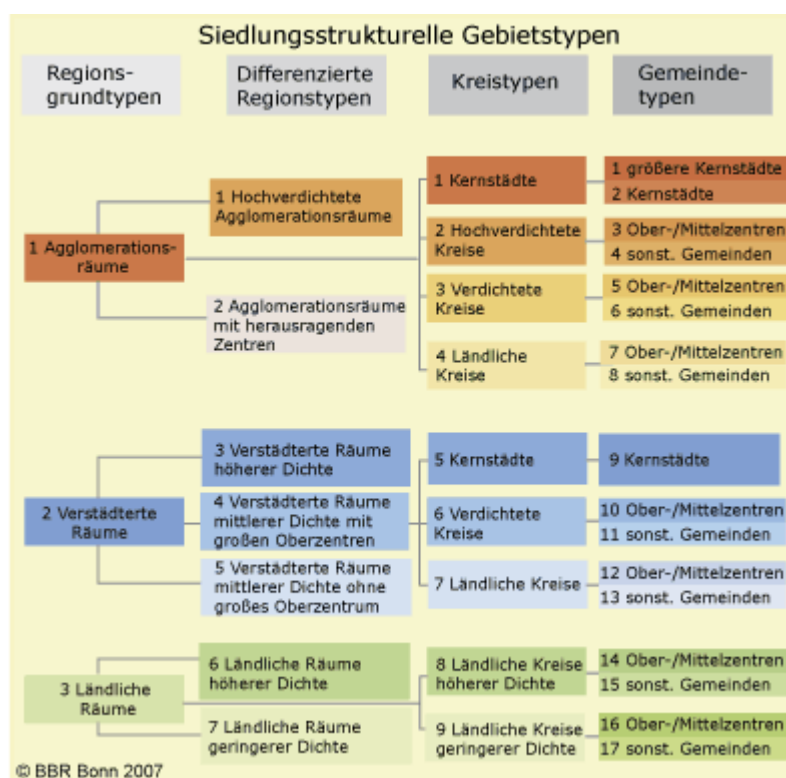 Siedlungsstrukturelle Gebietstypen
Regions-
grundtypen
Differenzierte
Regionstypen
Kreistypen
Gemeinde-
typen
1 Agglomerations-
räume
1 Hochverdichtete
Agglomerationsräume
2 Agglomerationsräume
mit herausragenden
Zentren
1 Kernstädte
2 Hochverdichtete
Kreise
3 Verdichtete
Kreise
4 Ländliche
Kreise
1 größere Kernstädte
2 Kernstädte
3 Ober-/Mittelzentren
4 sonst. Gemeinden
5 Ober-/Mittelzentren
6 sonst. Gemeinden
7 Ober-/Mittelzentren
8 sonst. Gemeinden
2 Verstädterte
Räume
3 Verstädterte Räume
höherer Dichte
4 Verstädterte Räume
mittlerer Dichte mit
großen Oberzentren
5 Verstädterte Räume
mittlerer Dichte ohne
großes Oberzentrum
5 Kernstädte
6 Verdichtete
Kreise
7 Ländliche Kreise
9 Kernstädte
10 Ober-/Mittelzentren
11 sonst. Gemeinden
12 Ober-/Mittelzentren
13 sonst. Gemeinden
3 Ländliche
Räume
6 Ländliche Räume
höherer Dichte
7 Ländliche Räume
geringerer Dichte
8 Ländliche Kreise
höherer Dichte
9 Ländliche Kreise
geringerer Dichte
14 Ober-/Mittelzentren
15 sonst. Gemeinden
16 Ober-/Mittelzentren
17 sonst. Gemeinden
© BBR Bonn 2007